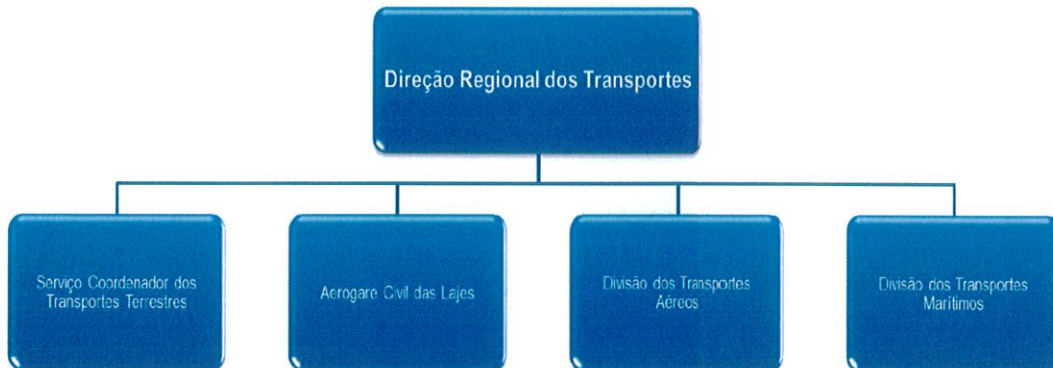 Direção Regional dos Transportes
Serviço Coordenador dos
Transportes Terrestres
Aerogare Civil das Lajes
Divisão dos Transportes
Aéreos
Divisão dos Transportes
Marítimos